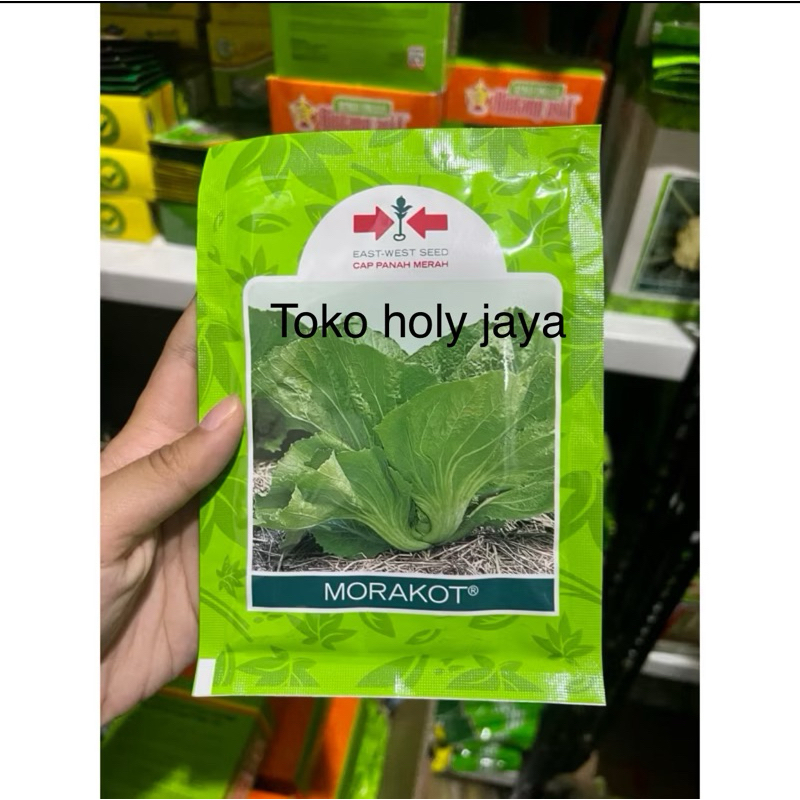 EAST-WEST SEED
CAP PANAH MERAH
Toko holy jaya
MORAKOT®